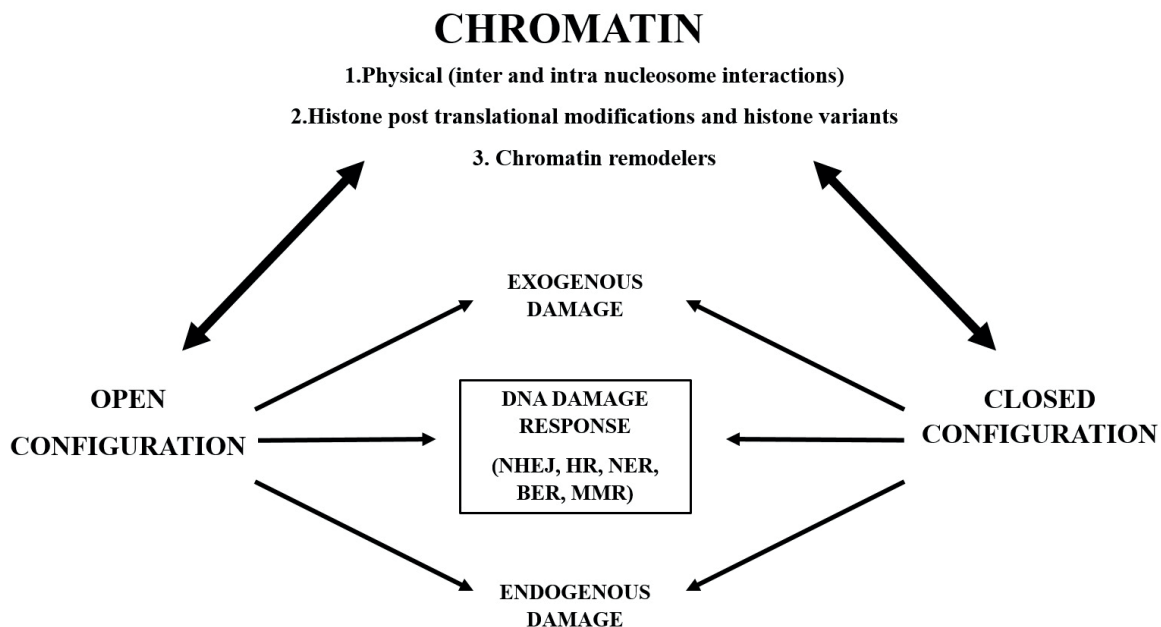 CHROMATIN
1.Physical (inter and intra nucleosome interactions)
2.Histone post translational modifications and histone variants
3. Chromatin remodelers
EXOGENOUS
DAMAGE
OPEN
CONFIGURATION
DNA DAMAGE
RESPONSE
(NHEJ, HR, NER,
BER, MMR)
CLOSED
CONFIGURATION
ENDOGENOUS
DAMAGE